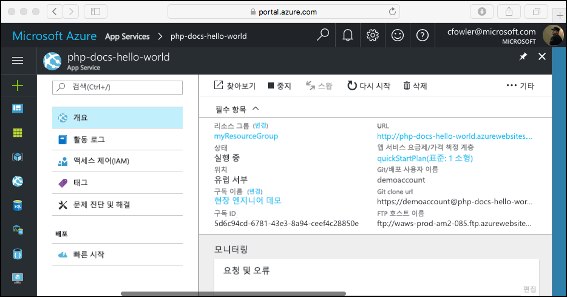 portal.azure.com
Microsoft Azure App Services > php-docs-hello-world
cfowler@microsoft.com
MICROSOFT
php-docs-hello-world
App Service
검색(Ctrl+/)
개요
활동 로그
액세스 제어(IAM)
태그
문제 진단 및 해결
배포
빠른 시작
찾아보기 중지 스왑 다시 시작 삭제 ··· 기타
필수 항목
리소스 그룹 (변경)
myResourceGroup
상태
실행 중
위치
유럽 서부
구독 이름 (변경)
현장 엔지니어 데모
구독 ID
5d6c94cd-6781-43e3-8a94-ceef4c28850e
URL
http://php-docs-hello-world.azurewebsites....
앱 서비스 요금제/가격 책정 계층
quickStartPlan(표준: 1 소형)
Git/배포 사용자 이름
demoaccount
Git clone url
https://demoaccount@php-docs-hello-wor...
FTP 호스트 이름
ftp://waws-prod-am2-085.ftp.azurewebsite...
모니터링
요청 및 오류
편집